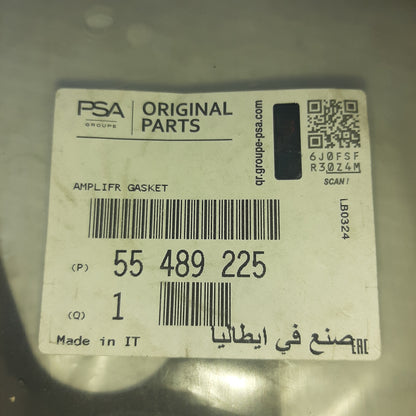 PSA
GROUPE
ORIGINAL
PARTS
qr.groupe-psa.com
6J0FSF
R30Z4M
SCAN!
LB0324
AMPLIFR GASKET
(P) 55 489 225
(Q) 1
Made in IT
صنع في ايطاليا
EAC